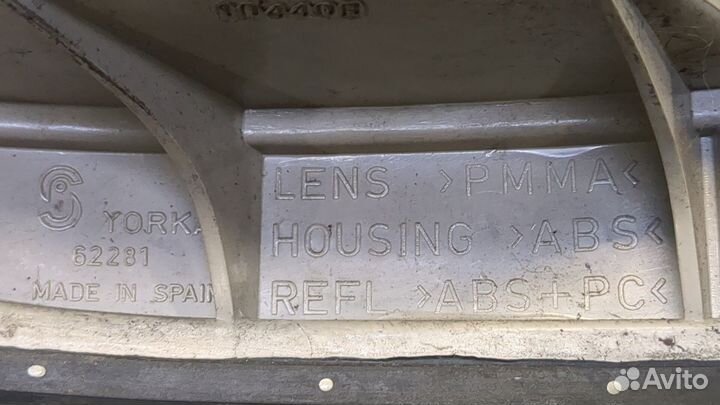 YORKA
62281
MADE IN SPAIN
LENS >PMMA<
HOUSING >ABS<
REFL >ABS+PC<
Avito